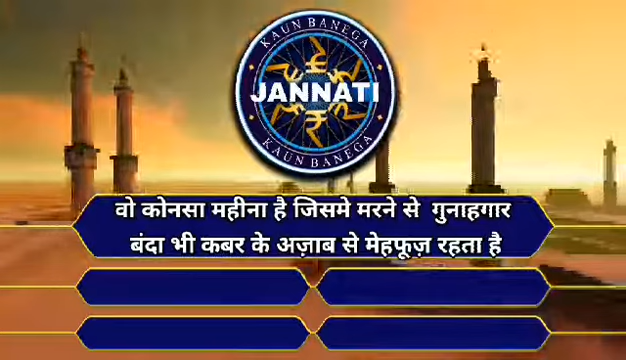 KAUN BANEGA
JANNATI
KAUN BANEGA
वो कोनसा महीना है जिसमे मरने से गुनाहगार
बंदा भी कबर के अज़ाब से मेहफूज़ रहता है